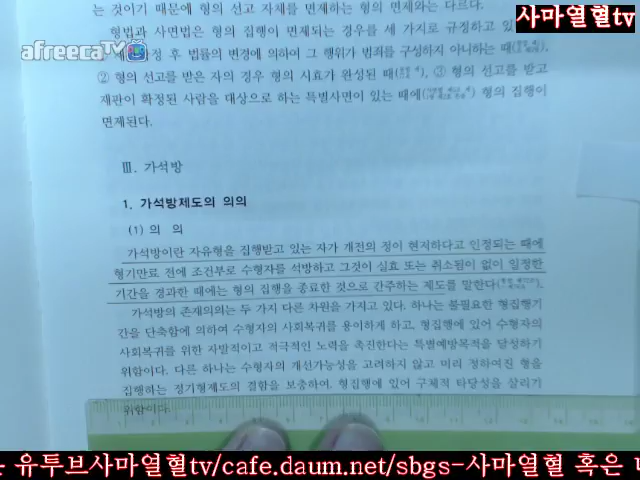 사마열혈tv
afreecaTV
는 것이기 때문에 형의 선고 자체를 면제하는 형의 면제와는 다르다.
형법과 사면법은 형의 집행이 면제되는 경우를 세 가지로 규정하고
정 후 법률의 변경에 의하여 그 행위가 범죄를 구성하지 아니하는 때
② 형의 선고를 받은 자의 경우 형의 시효가 완성된 때 ③ 형의 선고를 받고
재판이 확정된 사람을 대상으로 하는 특별사면이 있는 때에 형의 집행이
면제된다.
Ⅲ. 가석방
1. 가석방제도의 의의
(1) 의 의
가석방이란 자유형을 집행받고 있는 자가 개전의 정이 현저하다고 인정되는 때에
형기만료 전에 조건부로 수형자를 석방하고 그것이 실효 또는 취소됨이 없이 일정한
기간을 경과한 때에는 형의 집행을 종료한 것으로 간주하는 제도를 말한다
가석방의 존재의의는 두 가지 다른 차원을 가지고 있다. 하나는 불필요한 형집행기
간을 단축함에 의하여 수형자의 사회복귀를 용이하게 하고, 형집행에 있어 수형자의
사회복귀를 위한 자발적이고 적극적인 노력을 촉진한다는 특별예방목적을 달성하기
위함이다. 다른 하나는 수형자의 개선가능성을 고려하지 않고 미리 정하여진 형을
집행하는 정기형제도의 결함을 보충하여, 형집행에 있어 구체적 타당성을 살리기
위함이다.
유투브사마열혈tv/cafe.daum.net/sbgs-사마열혈 혹은